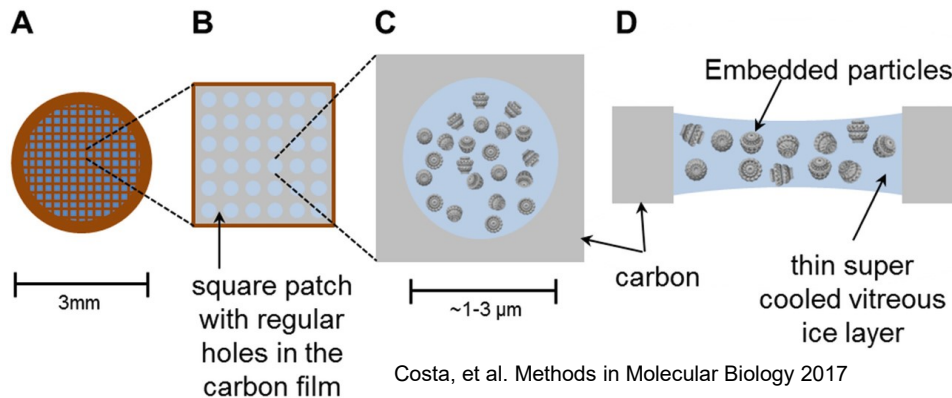 A
B
C
D
Embedded particles
3mm
square patch
with regular
holes in the
carbon film
~1-3 µm
carbon
thin super
cooled vitreous
ice layer
Costa, et al. Methods in Molecular Biology 2017